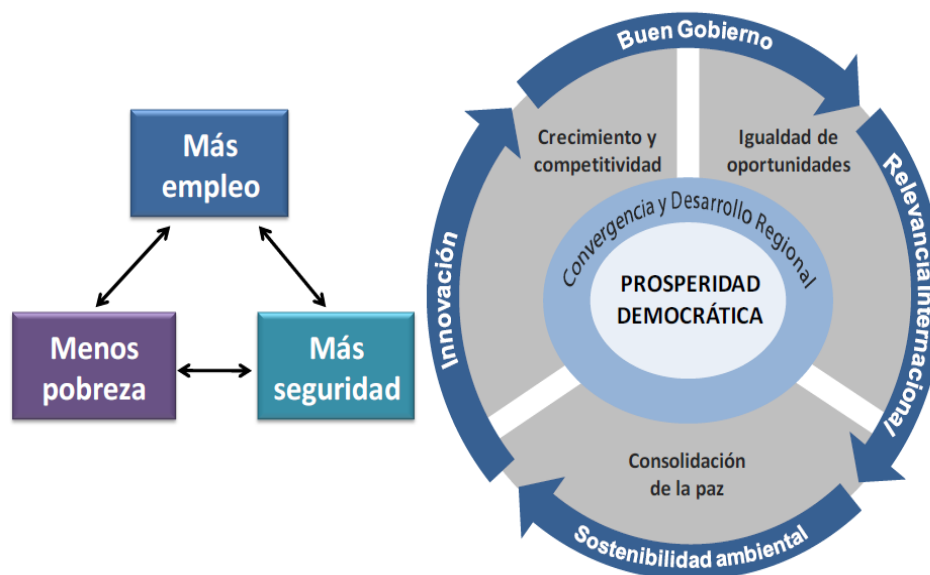 Más
empleo
Menos
pobreza
Más
seguridad
Buen Gobierno
Relevancia Internacional
Sostenibilidad ambiental
Innovación
Crecimiento y
competitividad
Igualdad de
oportunidades
Convergencia y Desarrollo Regional
PROSPERIDAD
DEMOCRÁTICA
Consolidación
de la paz